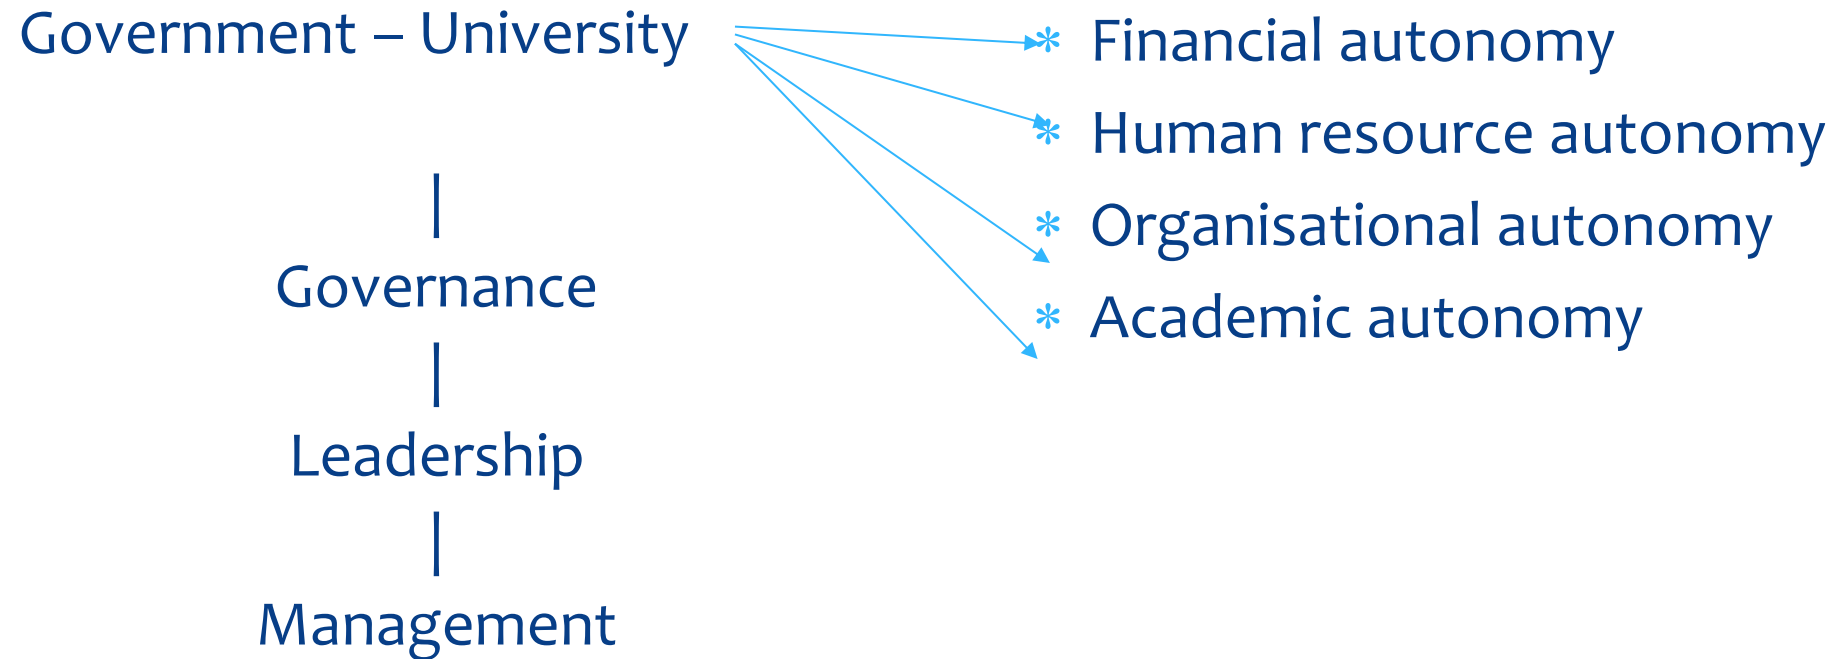 Government – University
|
Governance
|
Leadership
|
Management
* Financial autonomy
* Human resource autonomy
* Organisational autonomy
* Academic autonomy